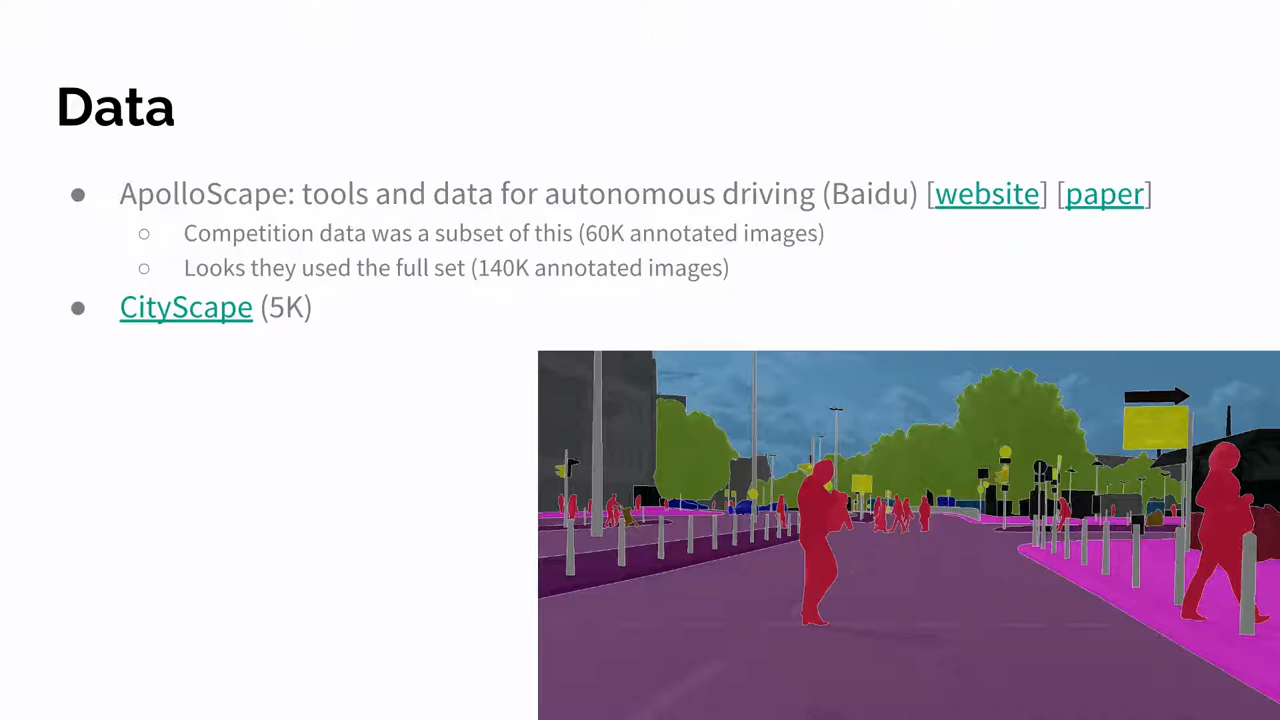 Data
● ApolloScape: tools and data for autonomous driving (Baidu) [website] [paper]
○ Competition data was a subset of this (60K annotated images)
○ Looks they used the full set (140K annotated images)
● CityScape (5K)